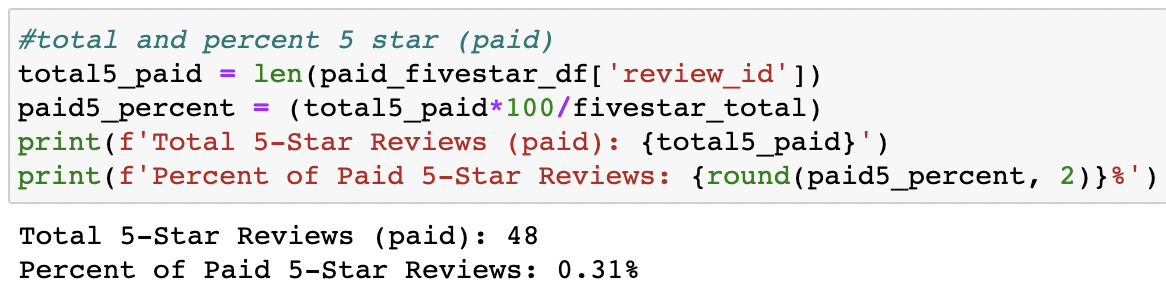 #total and percent 5 star (paid)
total5_paid = len(paid_fivestar_df['review_id'])
paid5_percent = (total5_paid*100/fivestar_total)
print(f'Total 5-Star Reviews (paid): {total5_paid}')
print(f'Percent of Paid 5-Star Reviews: {round(paid5_percent, 2)}%')
Total 5-Star Reviews (paid): 48
Percent of Paid 5-Star Reviews: 0.31%